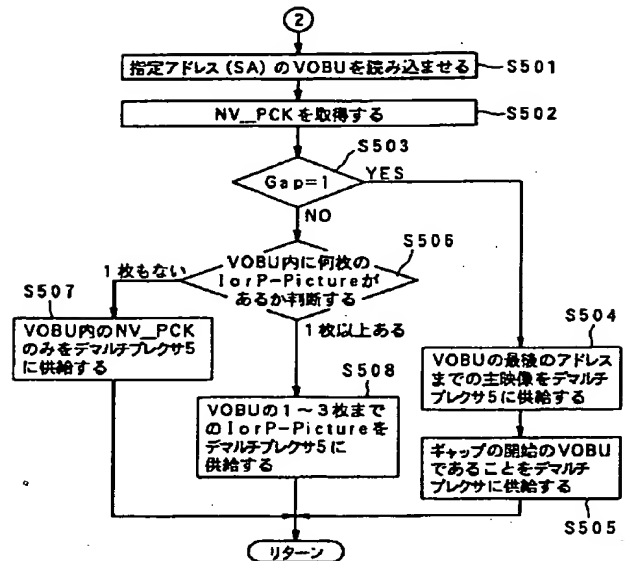 2
指定アドレス(SA)のVOBUを読み込ませる
S501
NV_PCKを取得する
S502
S503
Gap=1
YES
NO
S506
VOBU内に何枚の
IorP-Pictureが
あるか判断する
1枚もない
S507
VOBU内のNV_PCK
のみをデマルチプレクサ5
に供給する
1枚以上ある
S508
VOBUの1~3枚まで
のIorP-Pictureを
デマルチプレクサ5に
供給する
S504
VOBUの最後のアドレス
までの主映像をデマルチ
プレクサ5に供給する
ギャップの開始のVOBU
であることをデマルチ
プレクサに供給する
S505
リターン